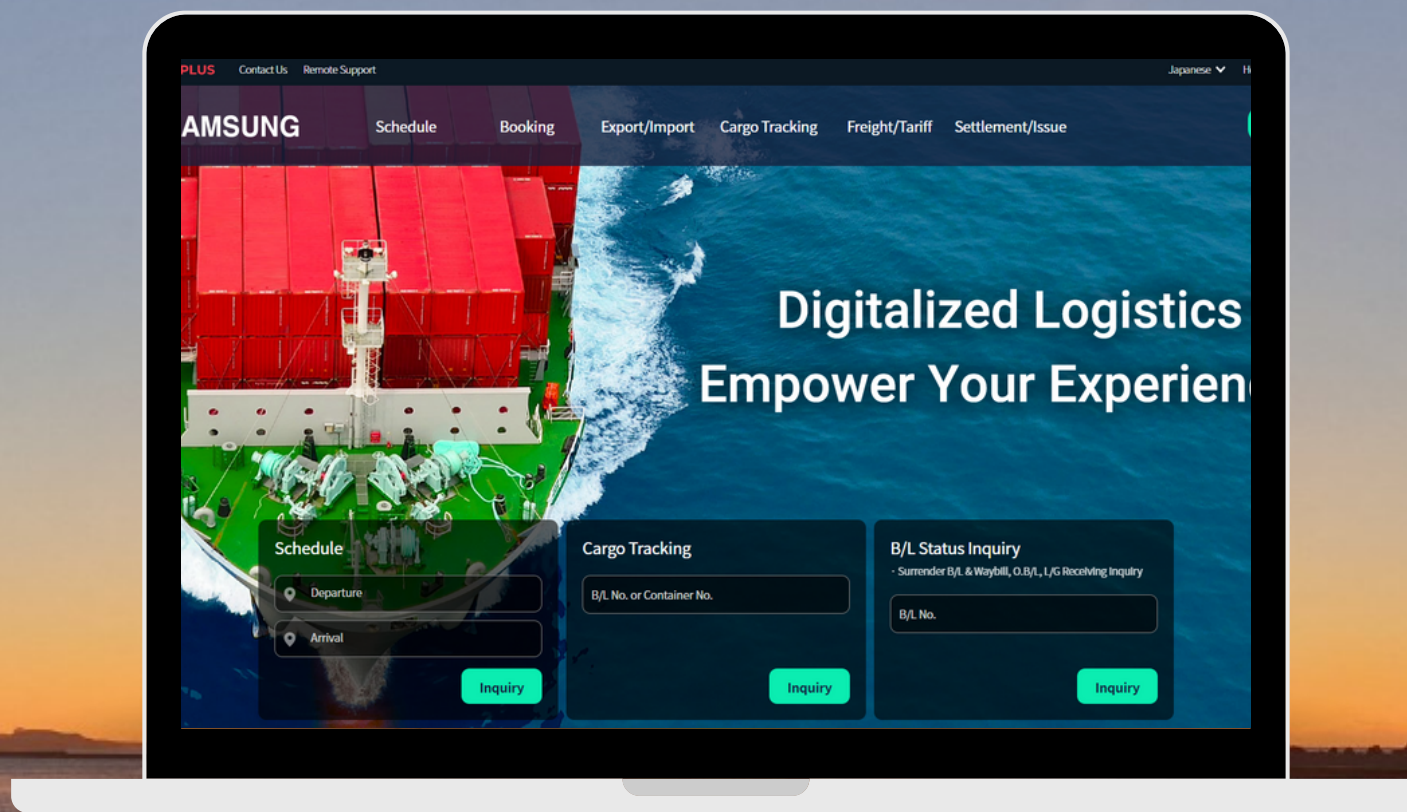 PLUS Contact Us Remote Support Japanese
AMSUNG Schedule Booking Export/Import Cargo Tracking Freight/Tariff Settlement/Issue
Digitalized Logistics
Empower Your Experien
Schedule
Departure
Arrival
Inquiry
Cargo Tracking
B/L No. or Container No.
Inquiry
B/L Status Inquiry
- Surrender B/L & Waybill, O.B/L, L/G Receiving Inquiry
B/L No.
Inquiry